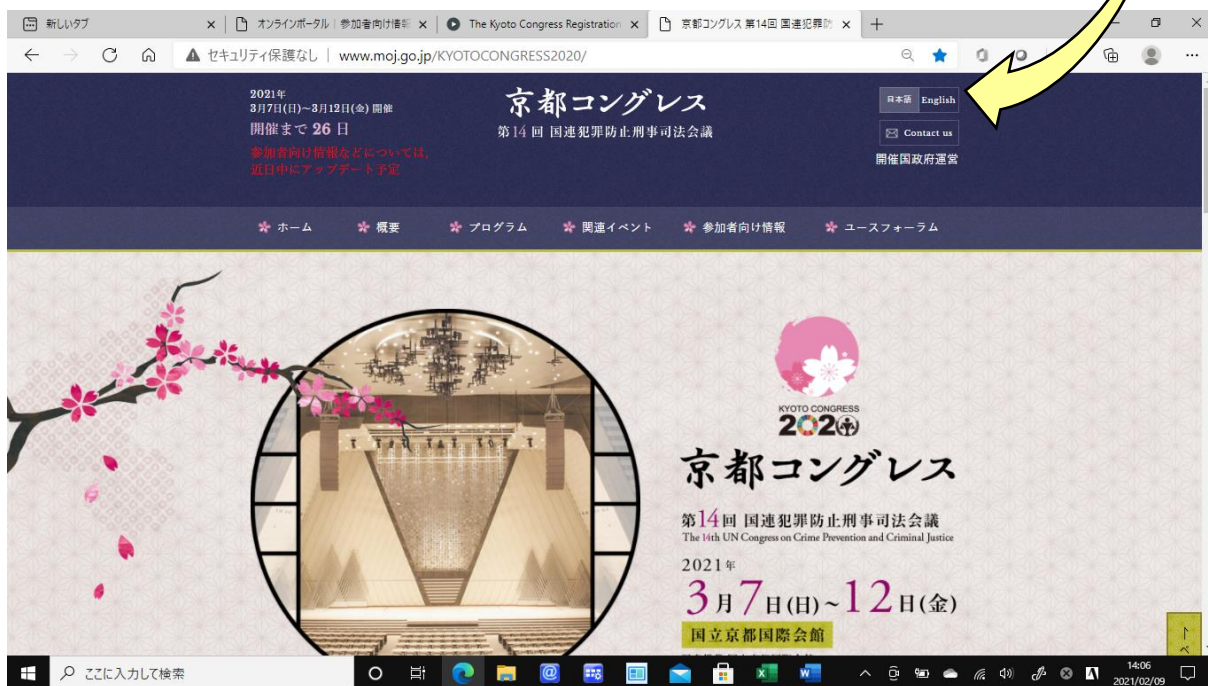 新しいタブ
オンラインポータル | 参加者向け情報
The Kyoto Congress Registration
京都コングレス 第14回 国連犯罪防
セキュリティ保護なし | www.moj.go.jp/KYOTOCONGRESS2020/
2021年
3月7日(日)~3月12日(金) 開催
開催まで 26 日
参加者向け情報などについては、
近日中にアップデート予定
京都コングレス
第14回 国連犯罪防止刑事司法会議
日本語 English
Contact us
開催国政府運営
ホーム 概要 プログラム 関連イベント 参加者向け情報 ユースフォーラム
KYOTO CONGRESS
2020
京都コングレス
第14回 国連犯罪防止刑事司法会議
The 14th UN Congress on Crime Prevention and Criminal Justice
2021年
3月7日(日)~12日(金)
国立京都国際会館
ここに入力して検索
14:06
2021/02/09